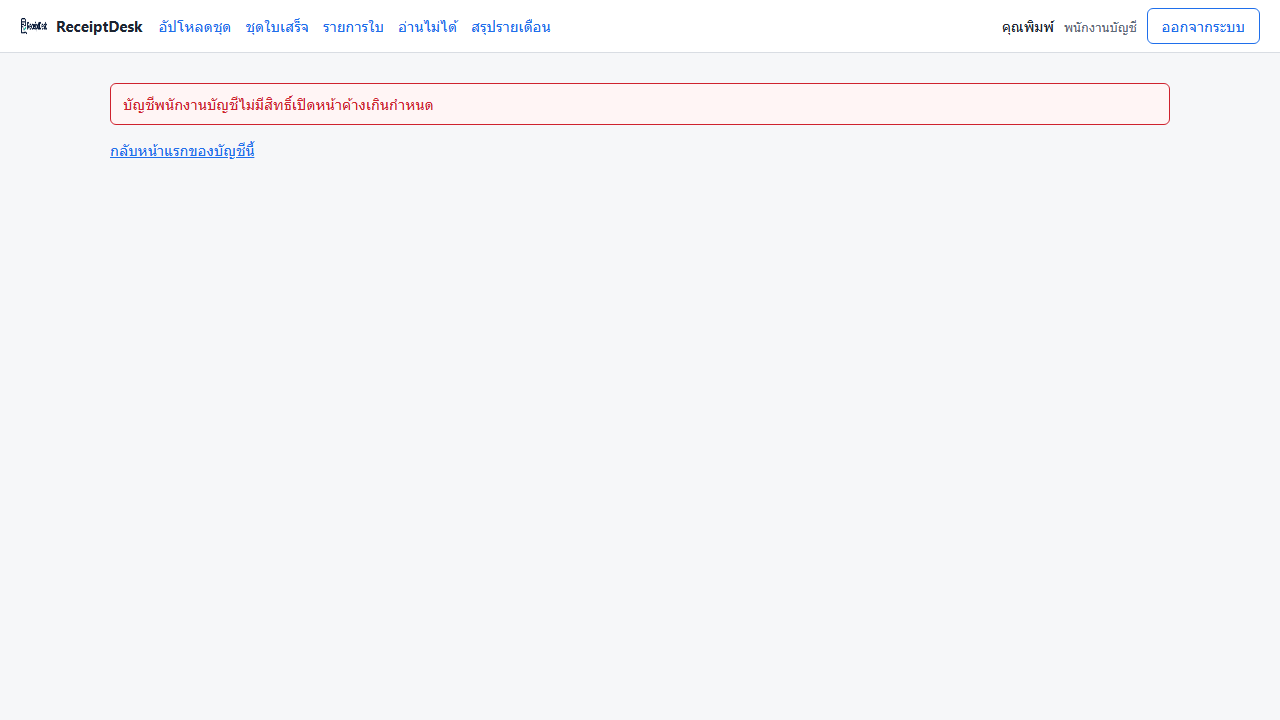 ReceiptDesk อัปโหลดชุด ชุดใบเสร็จ รายการใบ อ่านไม่ได้ สรุปรายเดือน คุณพิมพ์ พนักงานบัญชี ออกจากระบบ
บัญชีพนักงานบัญชีไม่มีสิทธิ์เปิดหน้าค้างเกินกำหนด
กลับหน้าแรกของบัญชีนี้